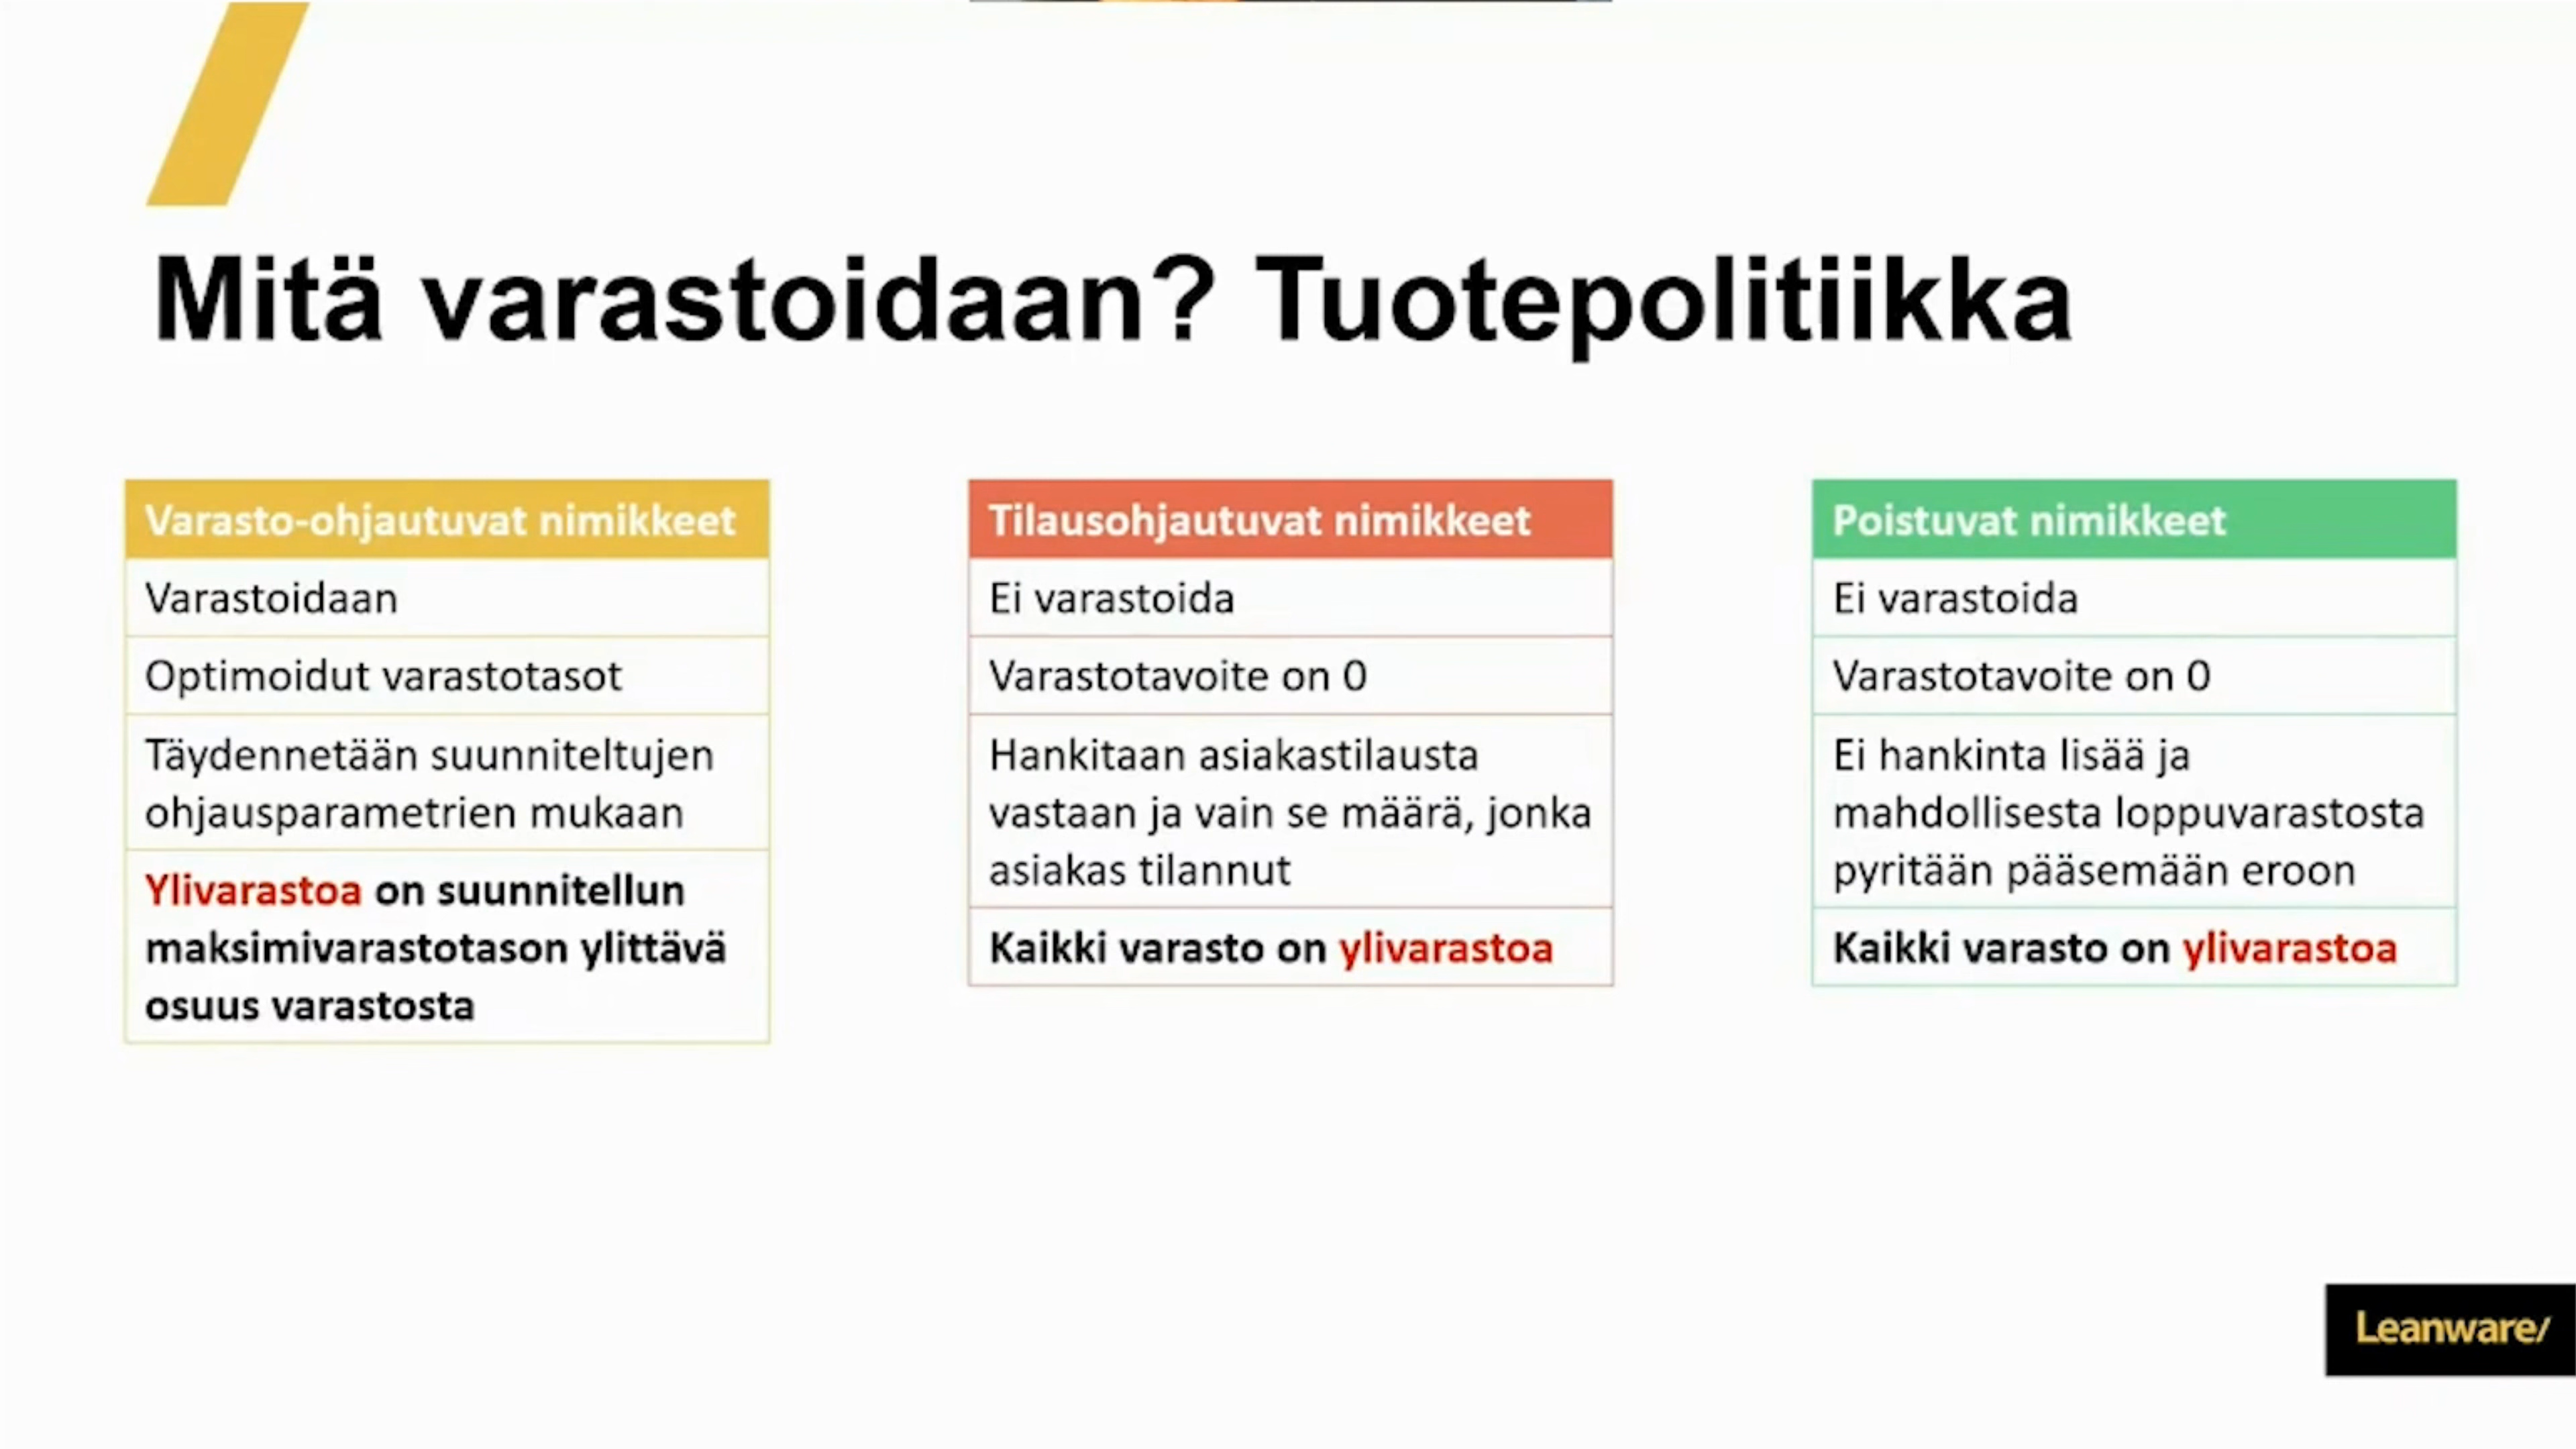 Mitä varastoidaan? Tuotepolitiikka
Varasto-ohjautuvat nimikkeet
Varastoidaan
Optimoidut varastotasot
Täydennetään suunniteltujen
ohjausparametrien mukaan
Ylivarastoa on suunnitellun
maksimivarastotason ylittävä
osuus varastosta
Tilausohjautuvat nimikkeet
Ei varastoida
Varastotavoite on 0
Hankitaan asiakastilausta
vastaan ja vain se määrä, jonka
asiakas tilannut
Kaikki varasto on ylivarastoa
Poistuvat nimikkeet
Ei varastoida
Varastotavoite on 0
Ei hankinta lisää ja
mahdollisesta loppuvarastosta
pyritään pääsemään eroon
Kaikki varasto on ylivarastoa
Leanware/